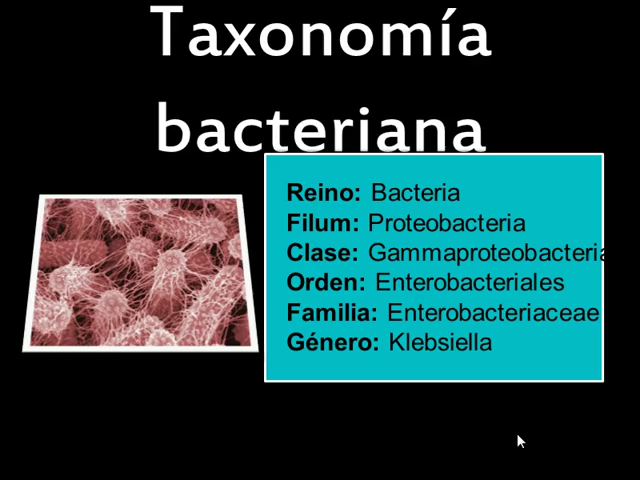 Taxonomía
bacteriana
Reino: Bacteria
Filum: Proteobacteria
Clase: Gammaproteobacteria
Orden: Enterobacteriales
Familia: Enterobacteriaceae
Género: Klebsiella